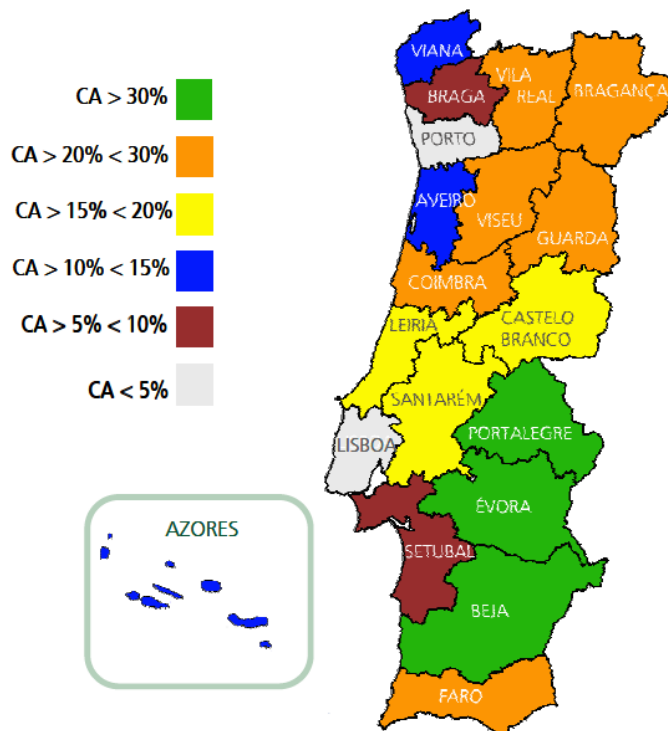 CA > 30%
CA > 20% < 30%
CA > 15% < 20%
CA > 10% < 15%
CA > 5% < 10%
CA < 5%
VIANA
BRAGA
VILA
REAL
BRAGANÇA
PORTO
AVEIRO
VISEU
GUARDA
COIMBRA
LEIRIA
CASTELO
BRANCO
SANTARÉM
LISBOA
PORTALEGRE
ÉVORA
SETUBAL
BEJA
FARO
AZORES